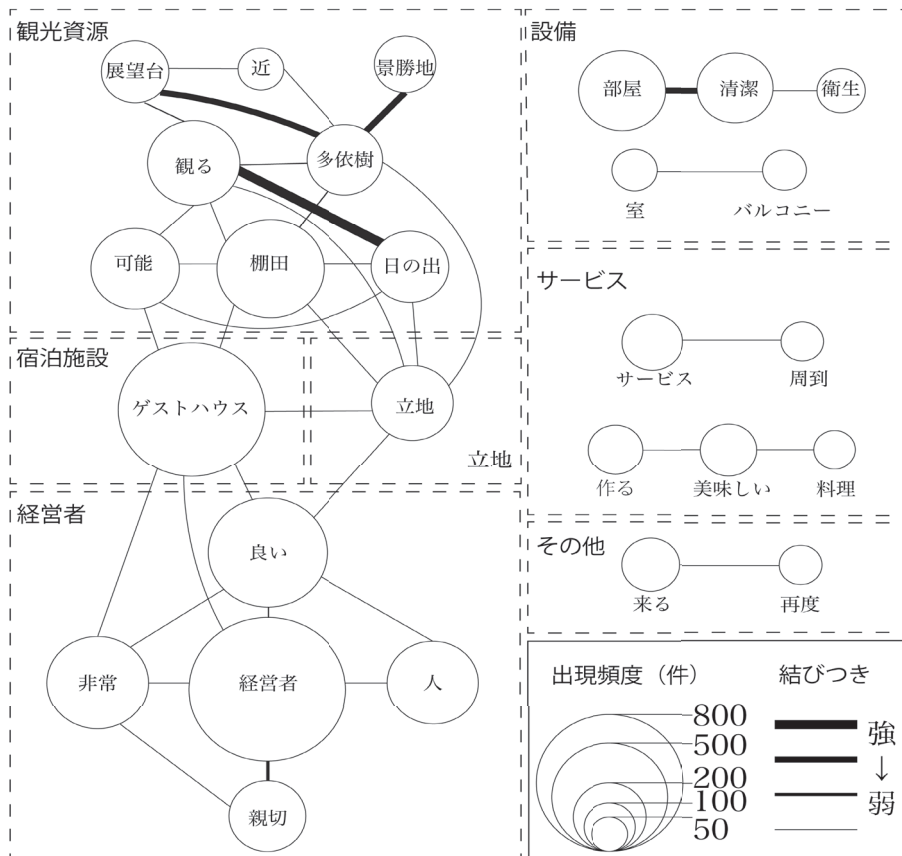 観光資源
展望台
近
景勝地
観る
多依樹
可能
棚田
日の出
宿泊施設
ゲストハウス
立地
立地
経営者
良い
非常
経営者
人
親切
設備
部屋
清潔
衛生
室
バルコニー
サービス
サービス
周到
作る
美味しい
料理
その他
来る
再度
出現頻度（件）
結びつき
800
500
200
100
50
強
↓
弱